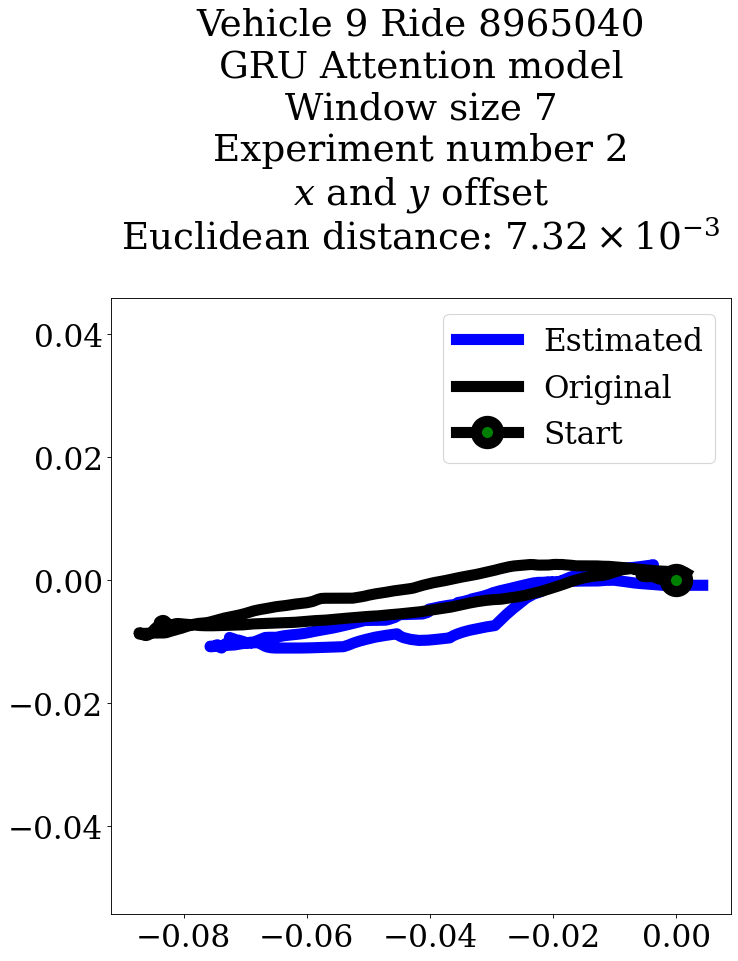 Vehicle 9 Ride 8965040
GRU Attention model
Window size 7
Experiment number 2
x and y offset
Euclidean distance: 7.32 × 10⁻³
Estimated
Original
Start
0.04
0.02
0.00
−0.02
−0.04
−0.08
−0.06
−0.04
−0.02
0.00